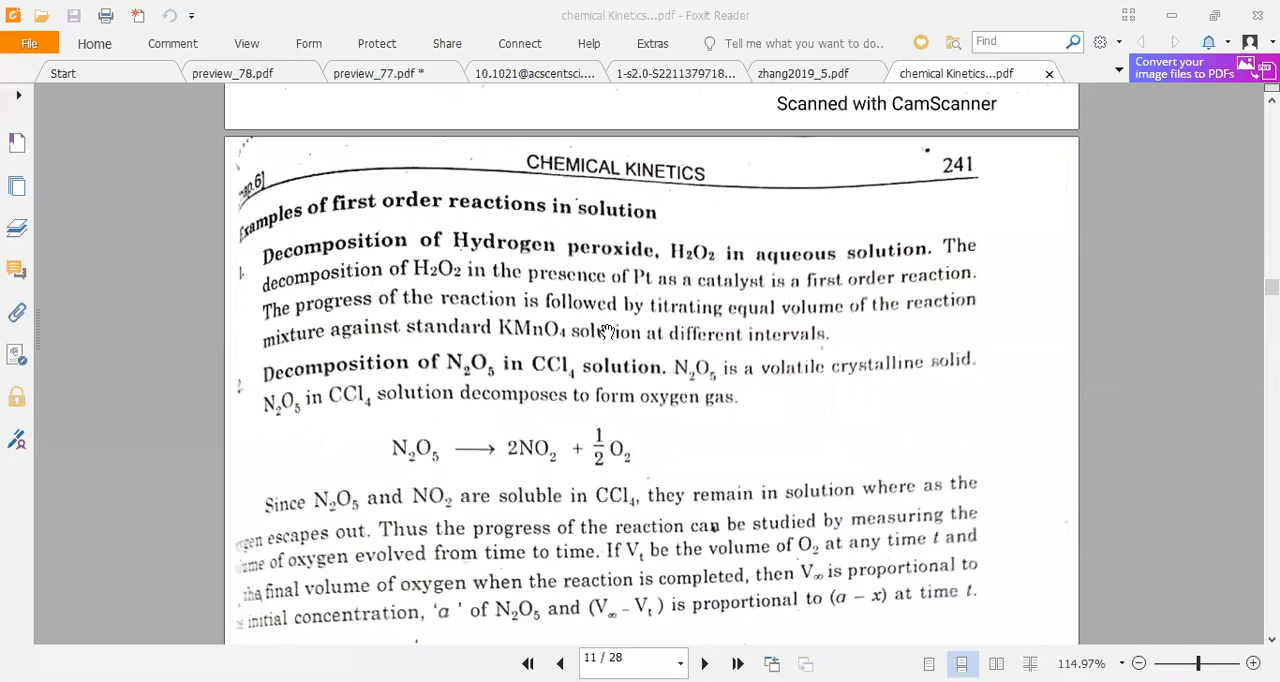 chemical Kinetics...pdf - Foxit Reader
File Home Comment View Form Protect Share Connect Help Extras Tell me what you want to do.. Find
Start preview_78.pdf preview_77.pdf * 10.1021@acscentsci.... 1-s2.0-S2211379718... zhang2019_5.pdf chemical Kinetics...pdf
Convert your
image files to PDFs
Scanned with CamScanner
ap.6] CHEMICAL KINETICS 241
Examples of first order reactions in solution
1. Decomposition of Hydrogen peroxide, H₂O₂ in aqueous solution. The
decomposition of H₂O₂ in the presence of Pt as a catalyst is a first order reaction.
The progress of the reaction is followed by titrating equal volume of the reaction
mixture against standard KMnO₄ solution at different intervals.
2. Decomposition of N₂O₅ in CCl₄ solution. N₂O₅ is a volatile crystalline solid.
N₂O₅ in CCl₄ solution decomposes to form oxygen gas.
N₂O₅ ⟶ 2NO₂ + 1/2 O₂
Since N₂O₅ and NO₂ are soluble in CCl₄, they remain in solution where as the
gen escapes out. Thus the progress of the reaction can be studied by measuring the
ume of oxygen evolved from time to time. If Vₜ be the volume of O₂ at any time t and
the final volume of oxygen when the reaction is completed, then V∞ is proportional to
initial concentration, 'a' of N₂O₅ and (V∞ – Vₜ) is proportional to (a – x) at time t.
11 / 28
114.97%